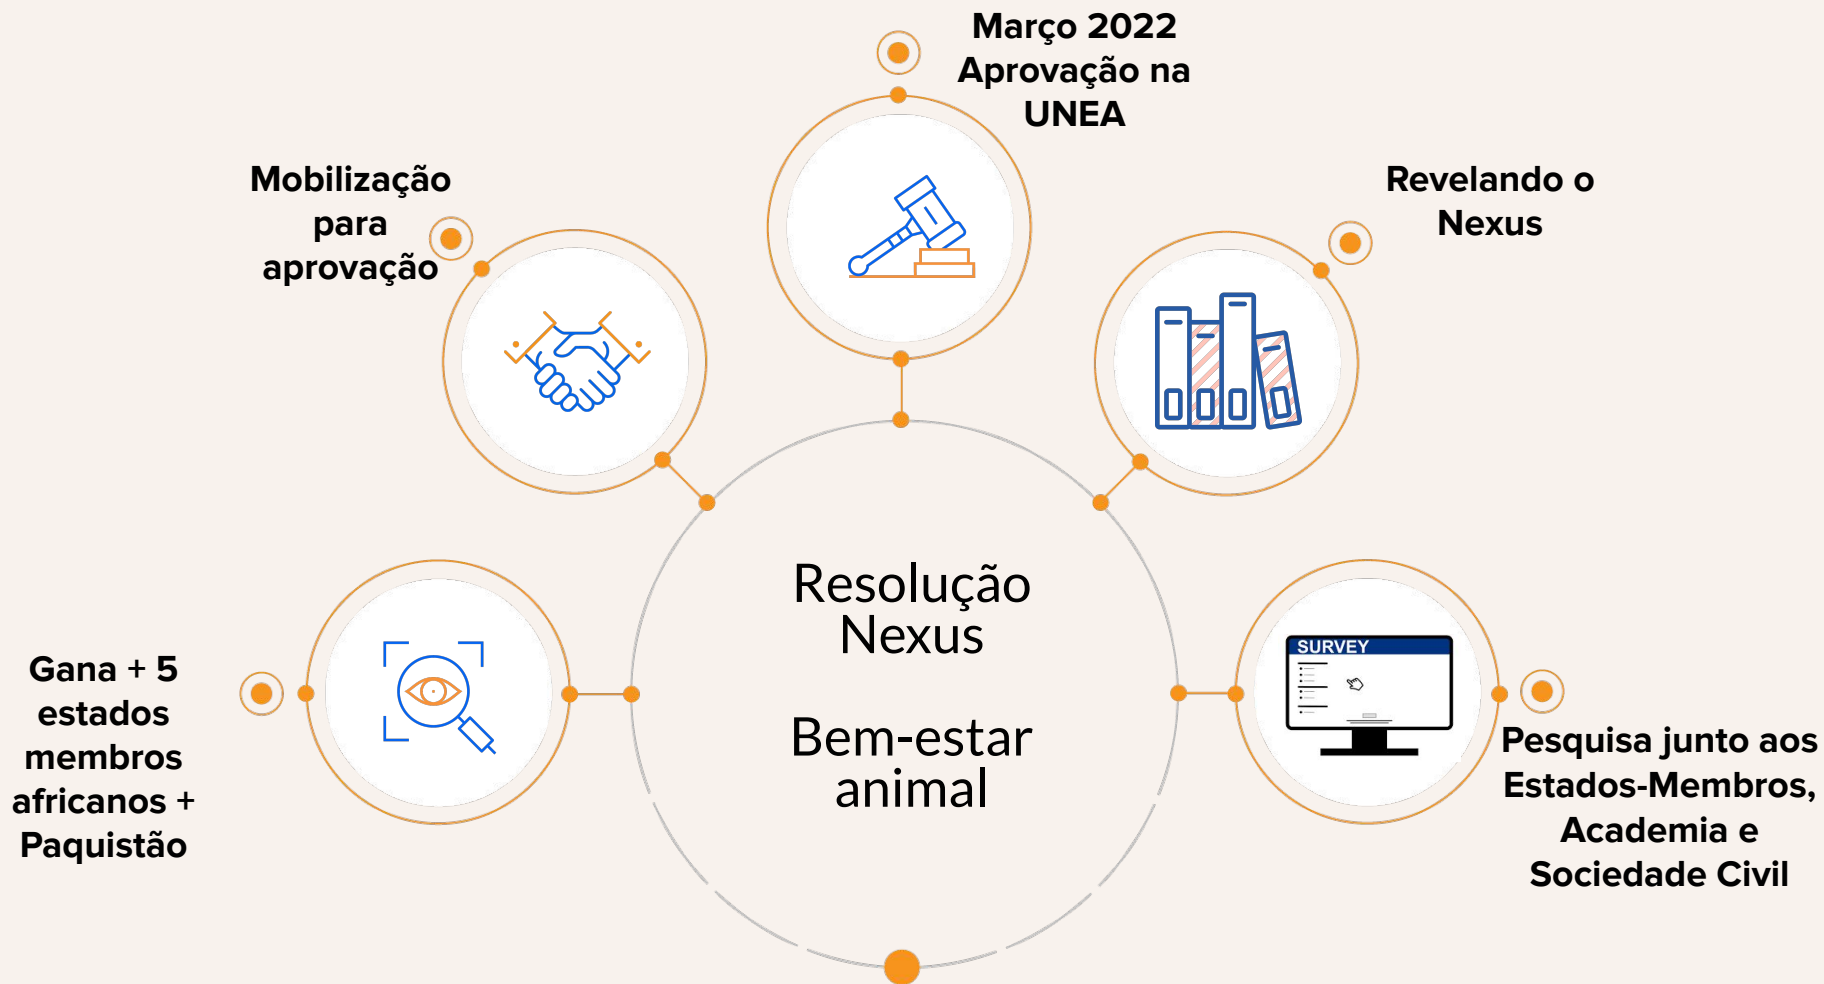 Março 2022
Aprovação na
UNEA
Mobilização
para
aprovação
Revelando o
Nexus
Gana + 5
estados
membros
africanos +
Paquistão
Resolução
Nexus
Bem-estar
animal
SURVEY
Pesquisa junto aos
Estados-Membros,
Academia e
Sociedade Civil